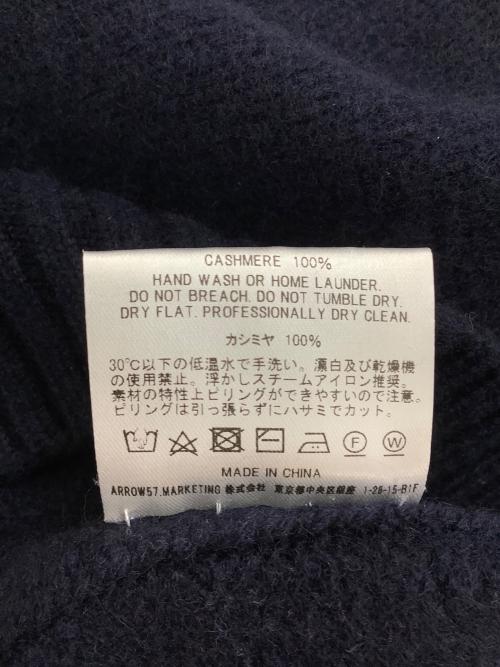 CASHMERE 100%
HAND WASH OR HOME LAUNDER.
DO NOT BREACH. DO NOT TUMBLE DRY.
DRY FLAT. PROFESSIONALLY DRY CLEAN.
カシミヤ 100%
30℃以下の低温水で手洗い。漂白及び乾燥機
の使用禁止。浮かしスチームアイロン推奨。
素材の特性上ピリングができやすいので注意。
ピリングは引っ張らずにハサミでカット。
F W
MADE IN CHINA
ARROW57.MARKETING 株式会社 東京都中央区銀座 1-28-15-B1F